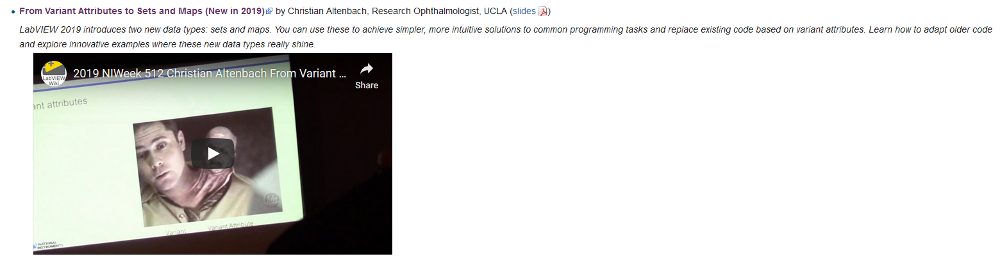 From Variant Attributes to Sets and Maps (New in 2019) by Christian Altenbach, Research Ophthalmologist, UCLA (slides)
LabVIEW 2019 introduces two new data types: sets and maps. You can use these to achieve simpler, more intuitive solutions to common programming tasks and replace existing code based on variant attributes. Learn how to adapt older code
and explore innovative examples where these new data types really shine.
LabVIEW
Wiki
2019 NIWeek 512 Christian Altenbach From Variant ...
Share
ant attributes
Variant Variant Attribute
NATIONAL
INSTRUMENTS